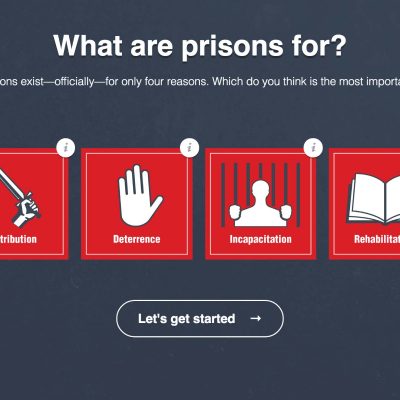 What are prisons for?
ons exist—officially—for only four reasons. Which do you think is the most importa
tribution
Deterrence
Incapacitation
Rehabilitat
Let's get started →